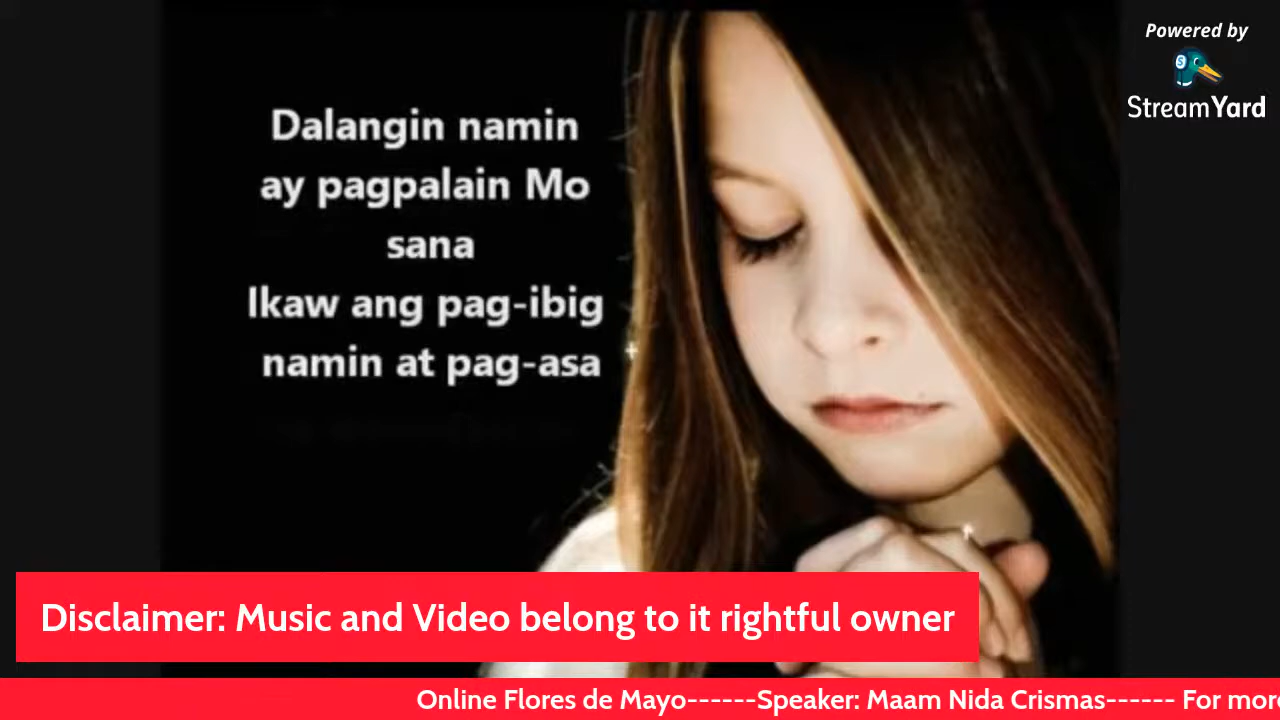 Powered by
StreamYard
Dalangin namin
ay pagpalain Mo
sana
Ikaw ang pag-ibig
namin at pag-asa
Disclaimer: Music and Video belong to it rightful owner
Online Flores de Mayo------Speaker: Maam Nida Crismas------ For more